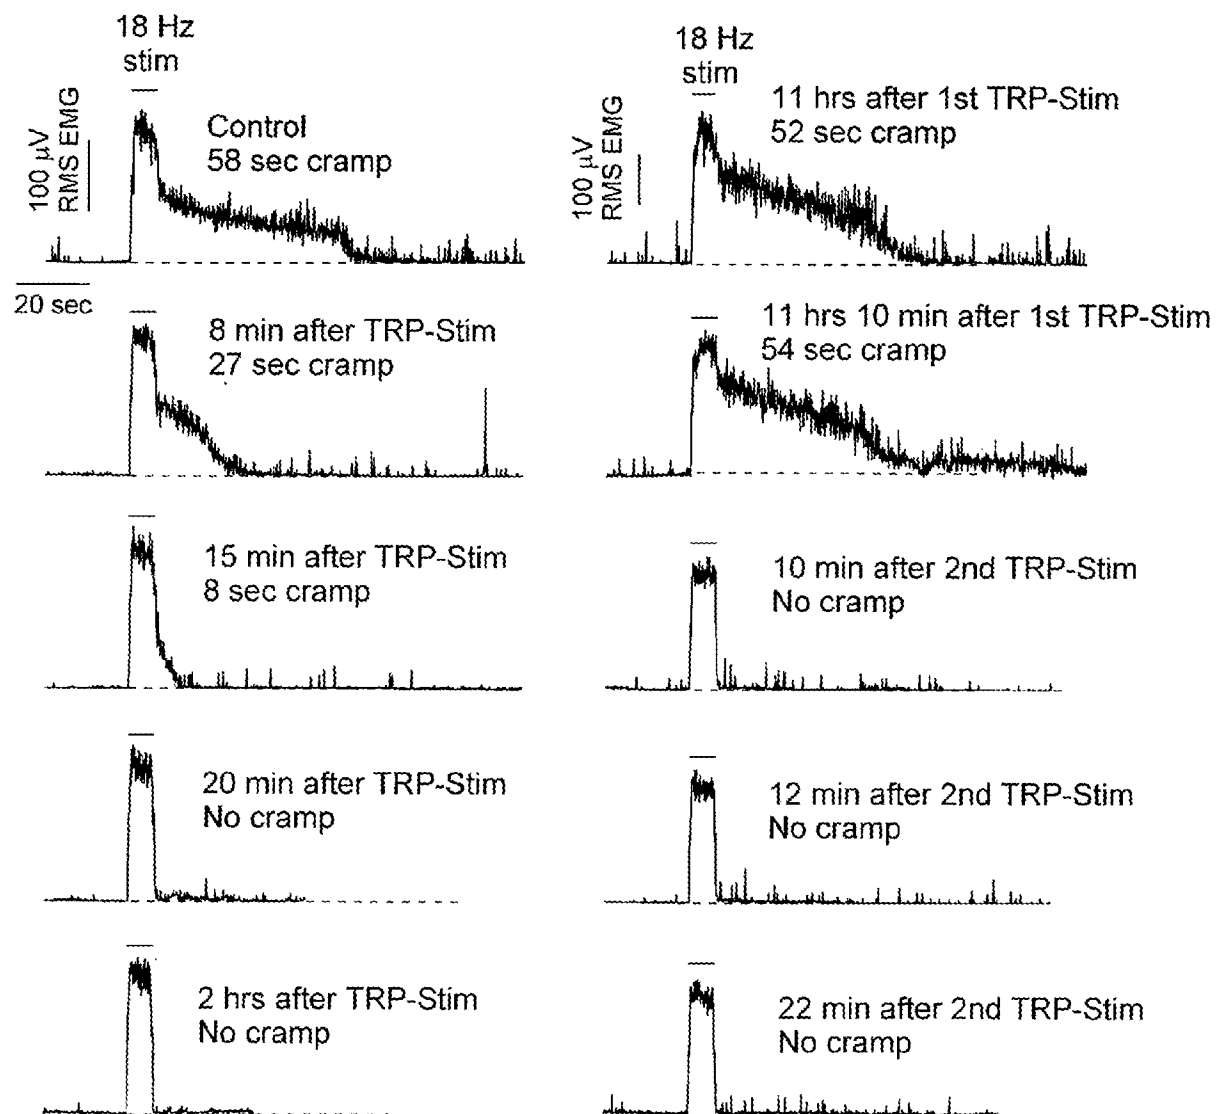 18 Hz
stim
100 µV
RMS EMG
Control
58 sec cramp
20 sec
8 min after TRP-Stim
27 sec cramp
15 min after TRP-Stim
8 sec cramp
20 min after TRP-Stim
No cramp
2 hrs after TRP-Stim
No cramp
18 Hz
stim
100 µV
RMS EMG
11 hrs after 1st TRP-Stim
52 sec cramp
11 hrs 10 min after 1st TRP-Stim
54 sec cramp
10 min after 2nd TRP-Stim
No cramp
12 min after 2nd TRP-Stim
No cramp
22 min after 2nd TRP-Stim
No cramp